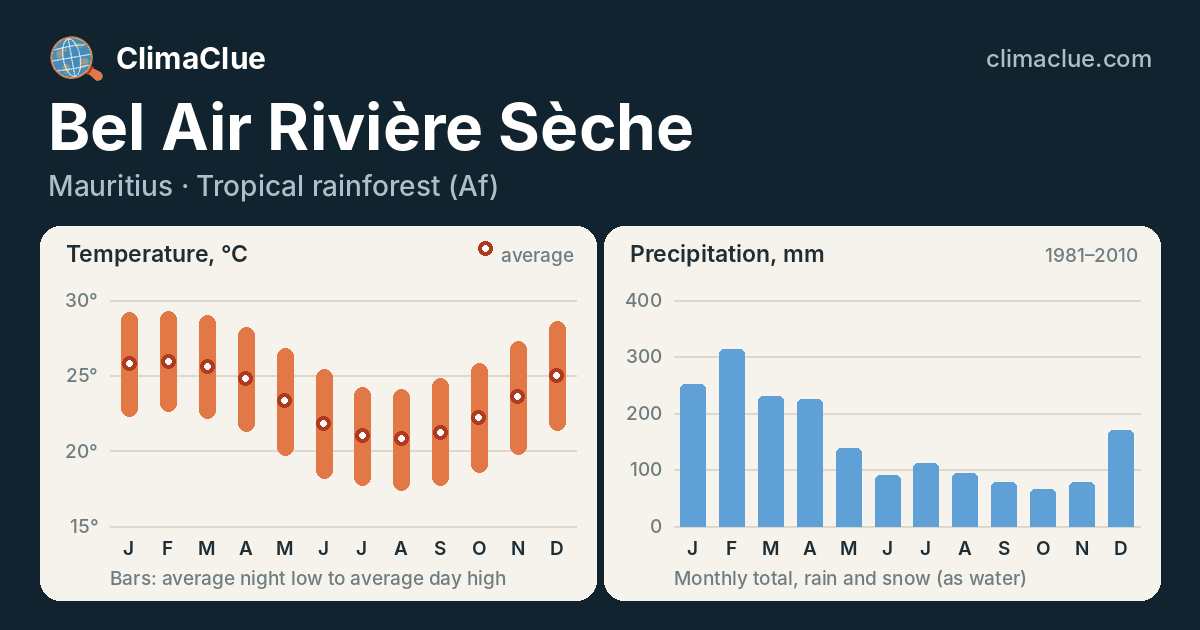 ClimaClue
climaclue.com
Bel Air Rivière Sèche
Mauritius · Tropical rainforest (Af)
Temperature, °C
average
30°
25°
20°
15°
J F M A M J J A S O N D
Bars: average night low to average day high
Precipitation, mm
1981–2010
400
300
200
100
0
J F M A M J J A S O N D
Monthly total, rain and snow (as water)